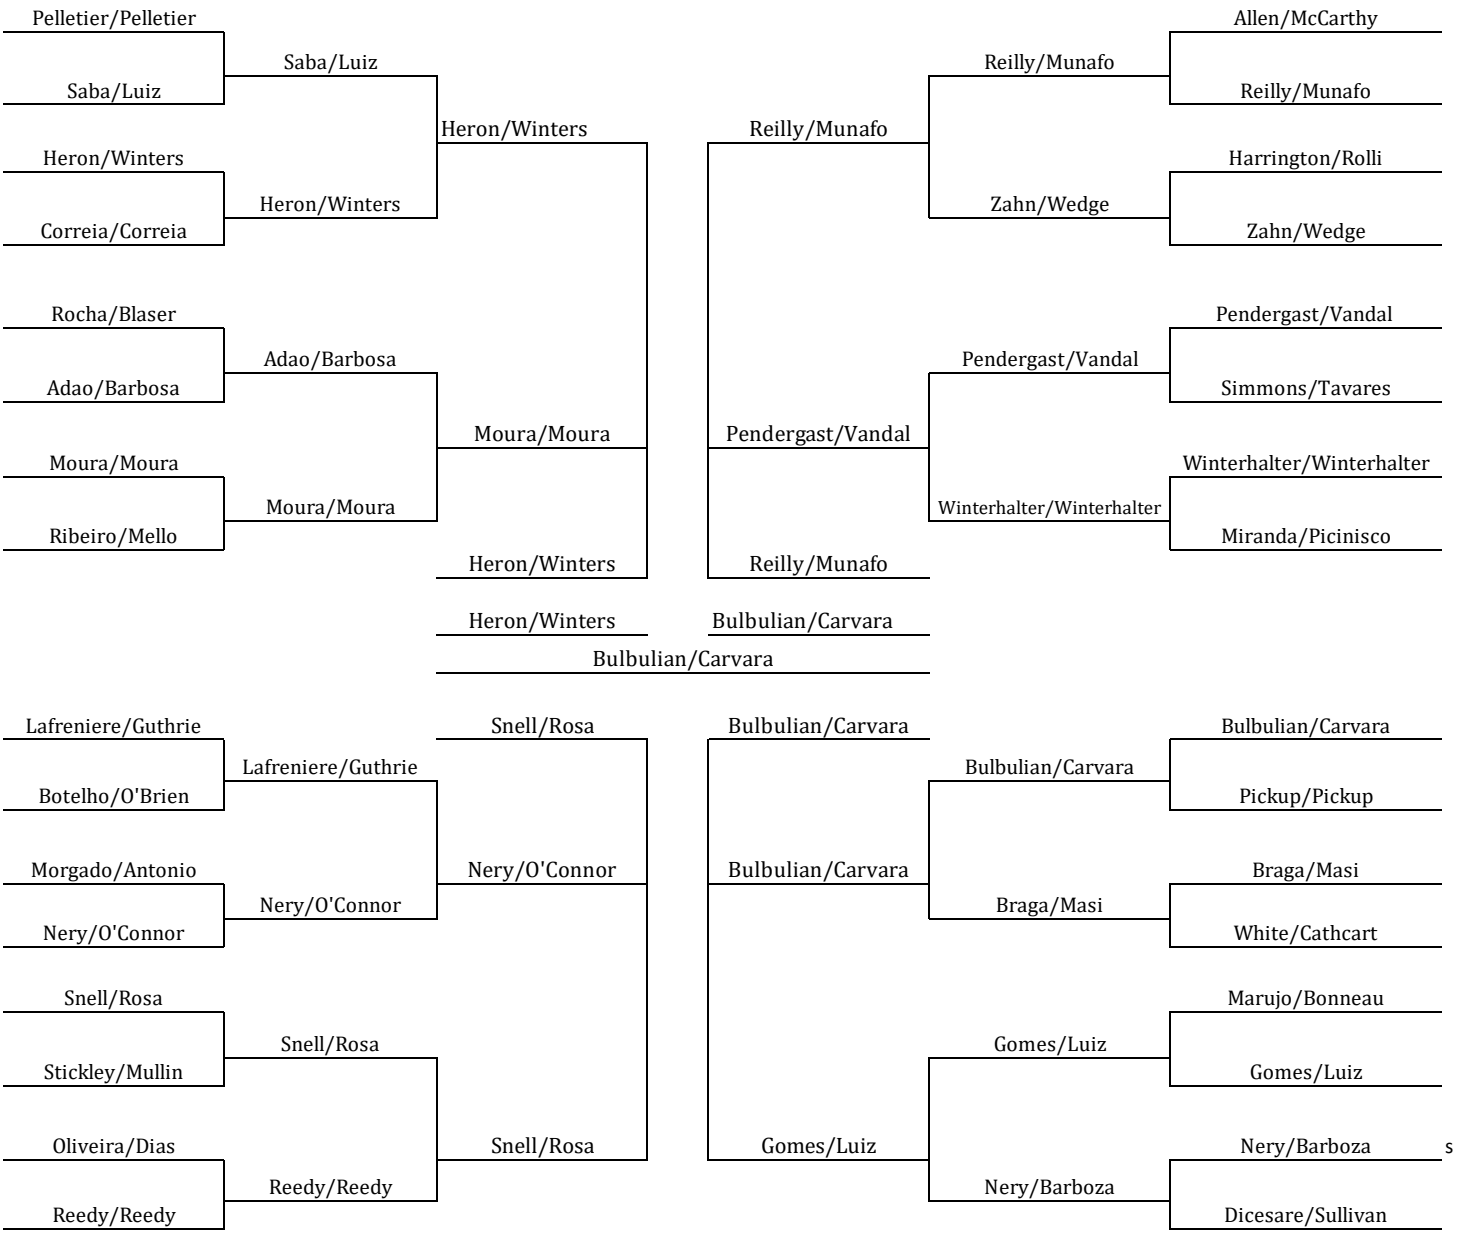 Pelletier/Pelletier
Allen/McCarthy
Saba/Luiz
Reilly/Munafo
Saba/Luiz
Reilly/Munafo
Heron/Winters
Reilly/Munafo
Heron/Winters
Harrington/Rolli
Heron/Winters
Zahn/Wedge
Correia/Correia
Zahn/Wedge
Rocha/Blaser
Pendergast/Vandal
Adao/Barbosa
Pendergast/Vandal
Adao/Barbosa
Simmons/Tavares
Moura/Moura
Pendergast/Vandal
Moura/Moura
Winterhalter/Winterhalter
Moura/Moura
Winterhalter/Winterhalter
Ribeiro/Mello
Miranda/Picinisco
Heron/Winters
Reilly/Munafo
Heron/Winters
Bulbulian/Carvara
Bulbulian/Carvara
Lafreniere/Guthrie
Snell/Rosa
Bulbulian/Carvara
Bulbulian/Carvara
Lafreniere/Guthrie
Bulbulian/Carvara
Botelho/O'Brien
Pickup/Pickup
Morgado/Antonio
Nery/O'Connor
Bulbulian/Carvara
Braga/Masi
Nery/O'Connor
Braga/Masi
Nery/O'Connor
White/Cathcart
Snell/Rosa
Marujo/Bonneau
Snell/Rosa
Gomes/Luiz
Stickley/Mullin
Gomes/Luiz
Oliveira/Dias
Snell/Rosa
Gomes/Luiz
Nery/Barboza
s
Reedy/Reedy
Nery/Barboza
Reedy/Reedy
Dicesare/Sullivan